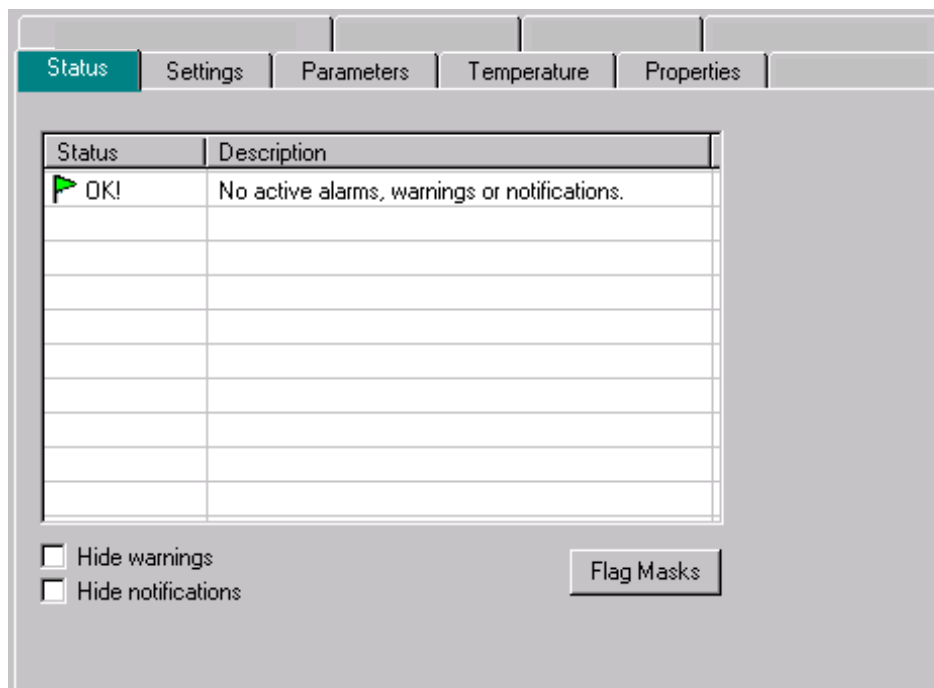 Status Settings Parameters Temperature Properties
Status Description
OK! No active alarms, warnings or notifications.
Hide warnings
Flag Masks
Hide notifications